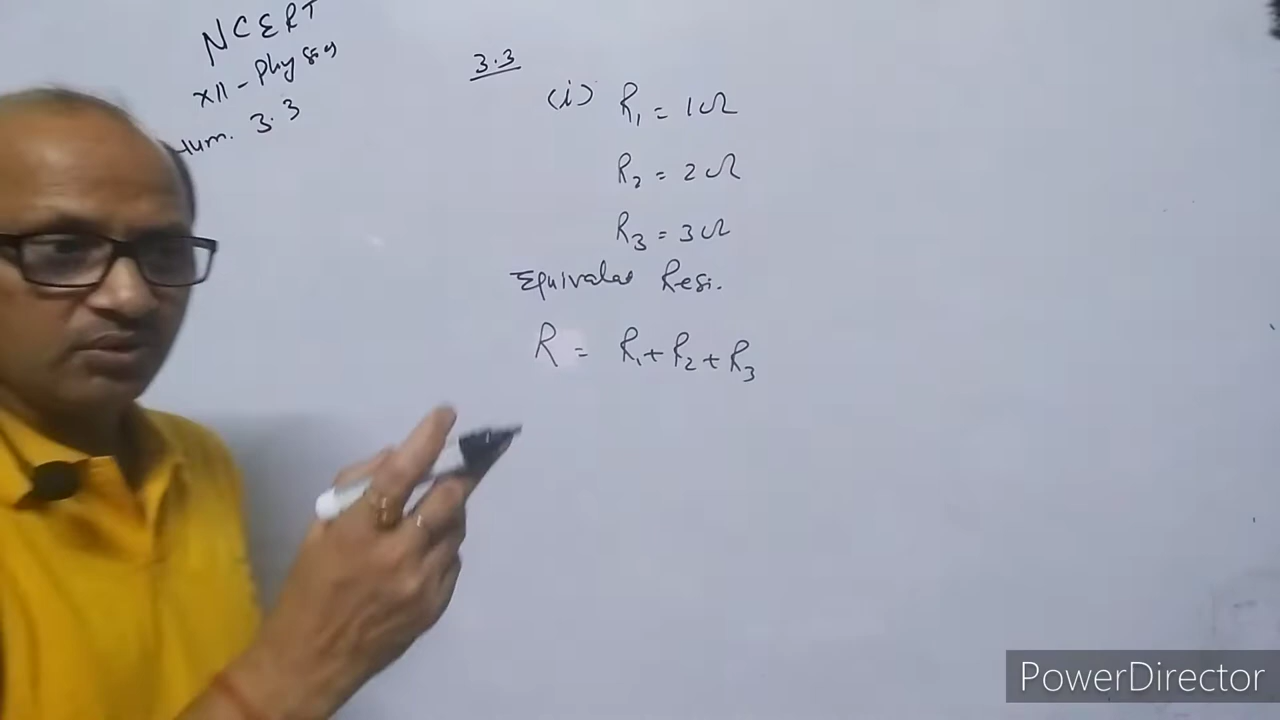 NCERT
XII - Physics
Num. 3.3
3.3
(i) R₁ = 1Ω
R₂ = 2Ω
R₃ = 3Ω
Equivalent Resi.
R = R₁ + R₂ + R₃
PowerDirector